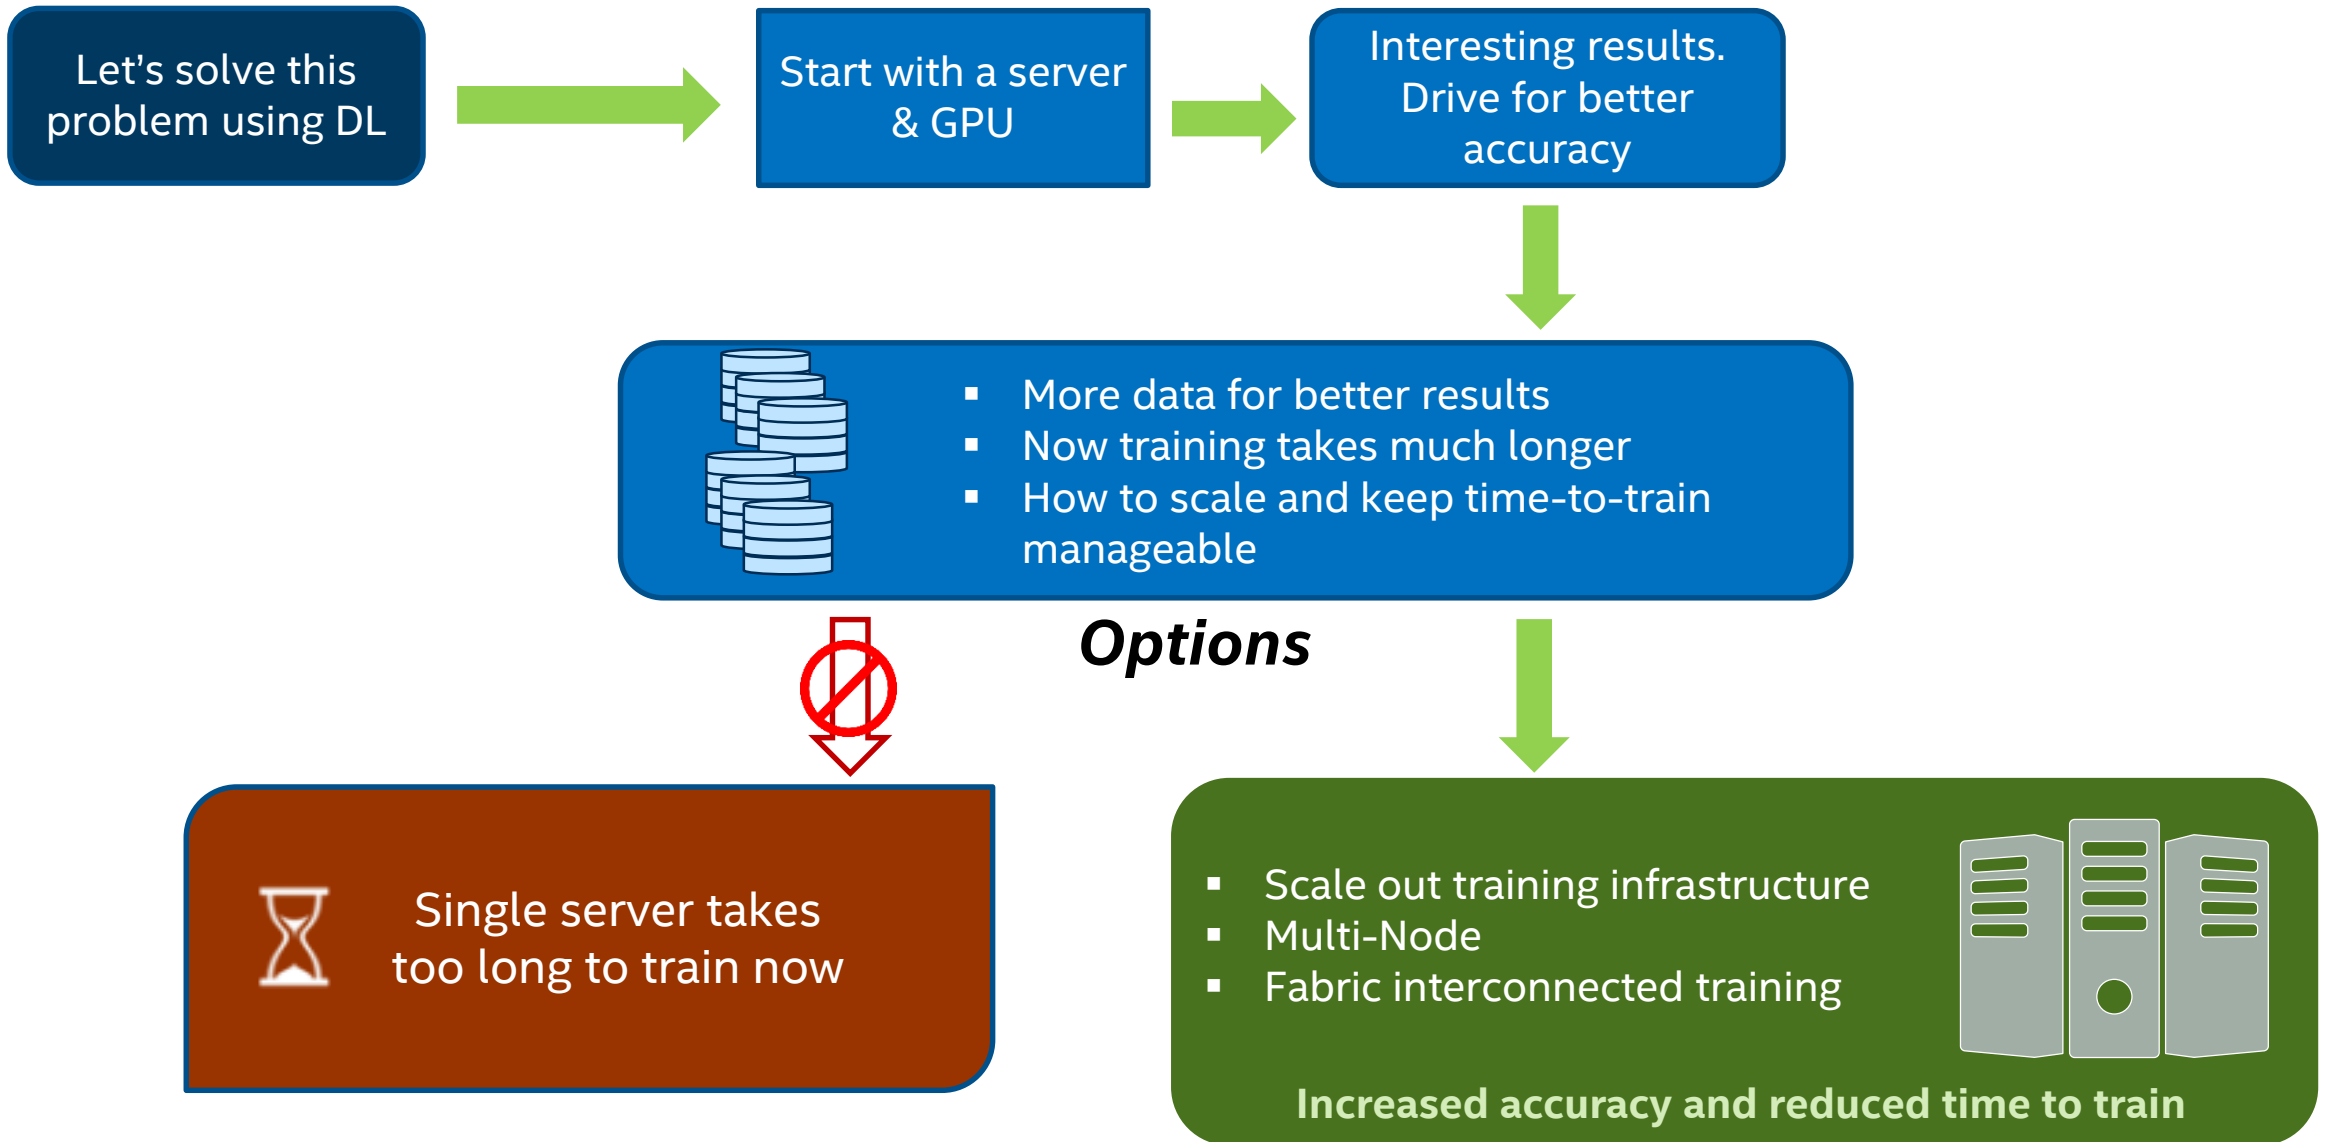 Let's solve this
problem using DL
Start with a server
& GPU
Interesting results.
Drive for better
accuracy
▪ More data for better results
▪ Now training takes much longer
▪ How to scale and keep time-to-train
manageable
Options
Single server takes
too long to train now
▪ Scale out training infrastructure
▪ Multi-Node
▪ Fabric interconnected training
Increased accuracy and reduced time to train